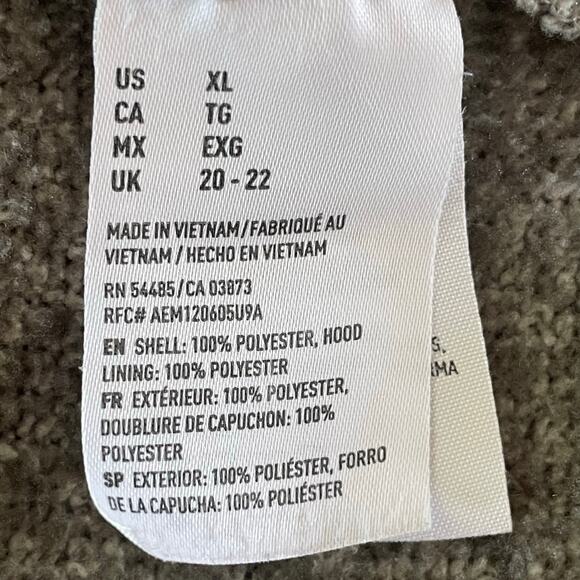 US XL
CA TG
MX EXG
UK 20 - 22
MADE IN VIETNAM/FABRIQUÉ AU
VIETNAM / HECHO EN VIETNAM
RN 54485/CA 03873
RFC# AEM120605U9A
EN SHELL: 100% POLYESTER, HOOD
LINING: 100% POLYESTER
FR EXTÉRIEUR: 100% POLYESTER,
DOUBLURE DE CAPUCHON: 100%
POLYESTER
SP EXTERIOR: 100% POLIÉSTER, FORRO
DE LA CAPUCHA: 100% POLIÉSTER